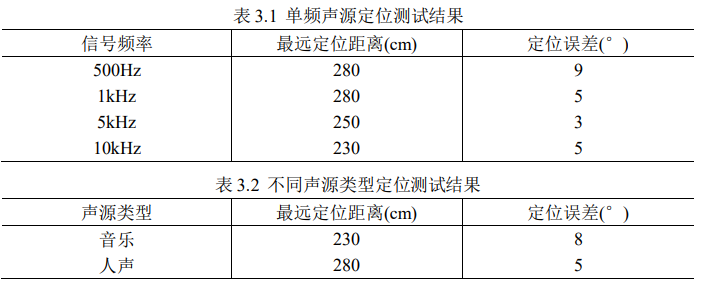 表 3.1 单频声源定位测试结果
信号频率 最远定位距离(cm) 定位误差(°)
500Hz 280 9
1kHz 280 5
5kHz 250 3
10kHz 230 5
表 3.2 不同声源类型定位测试结果
声源类型 最远定位距离(cm) 定位误差(°)
音乐 230 8
人声 280 5